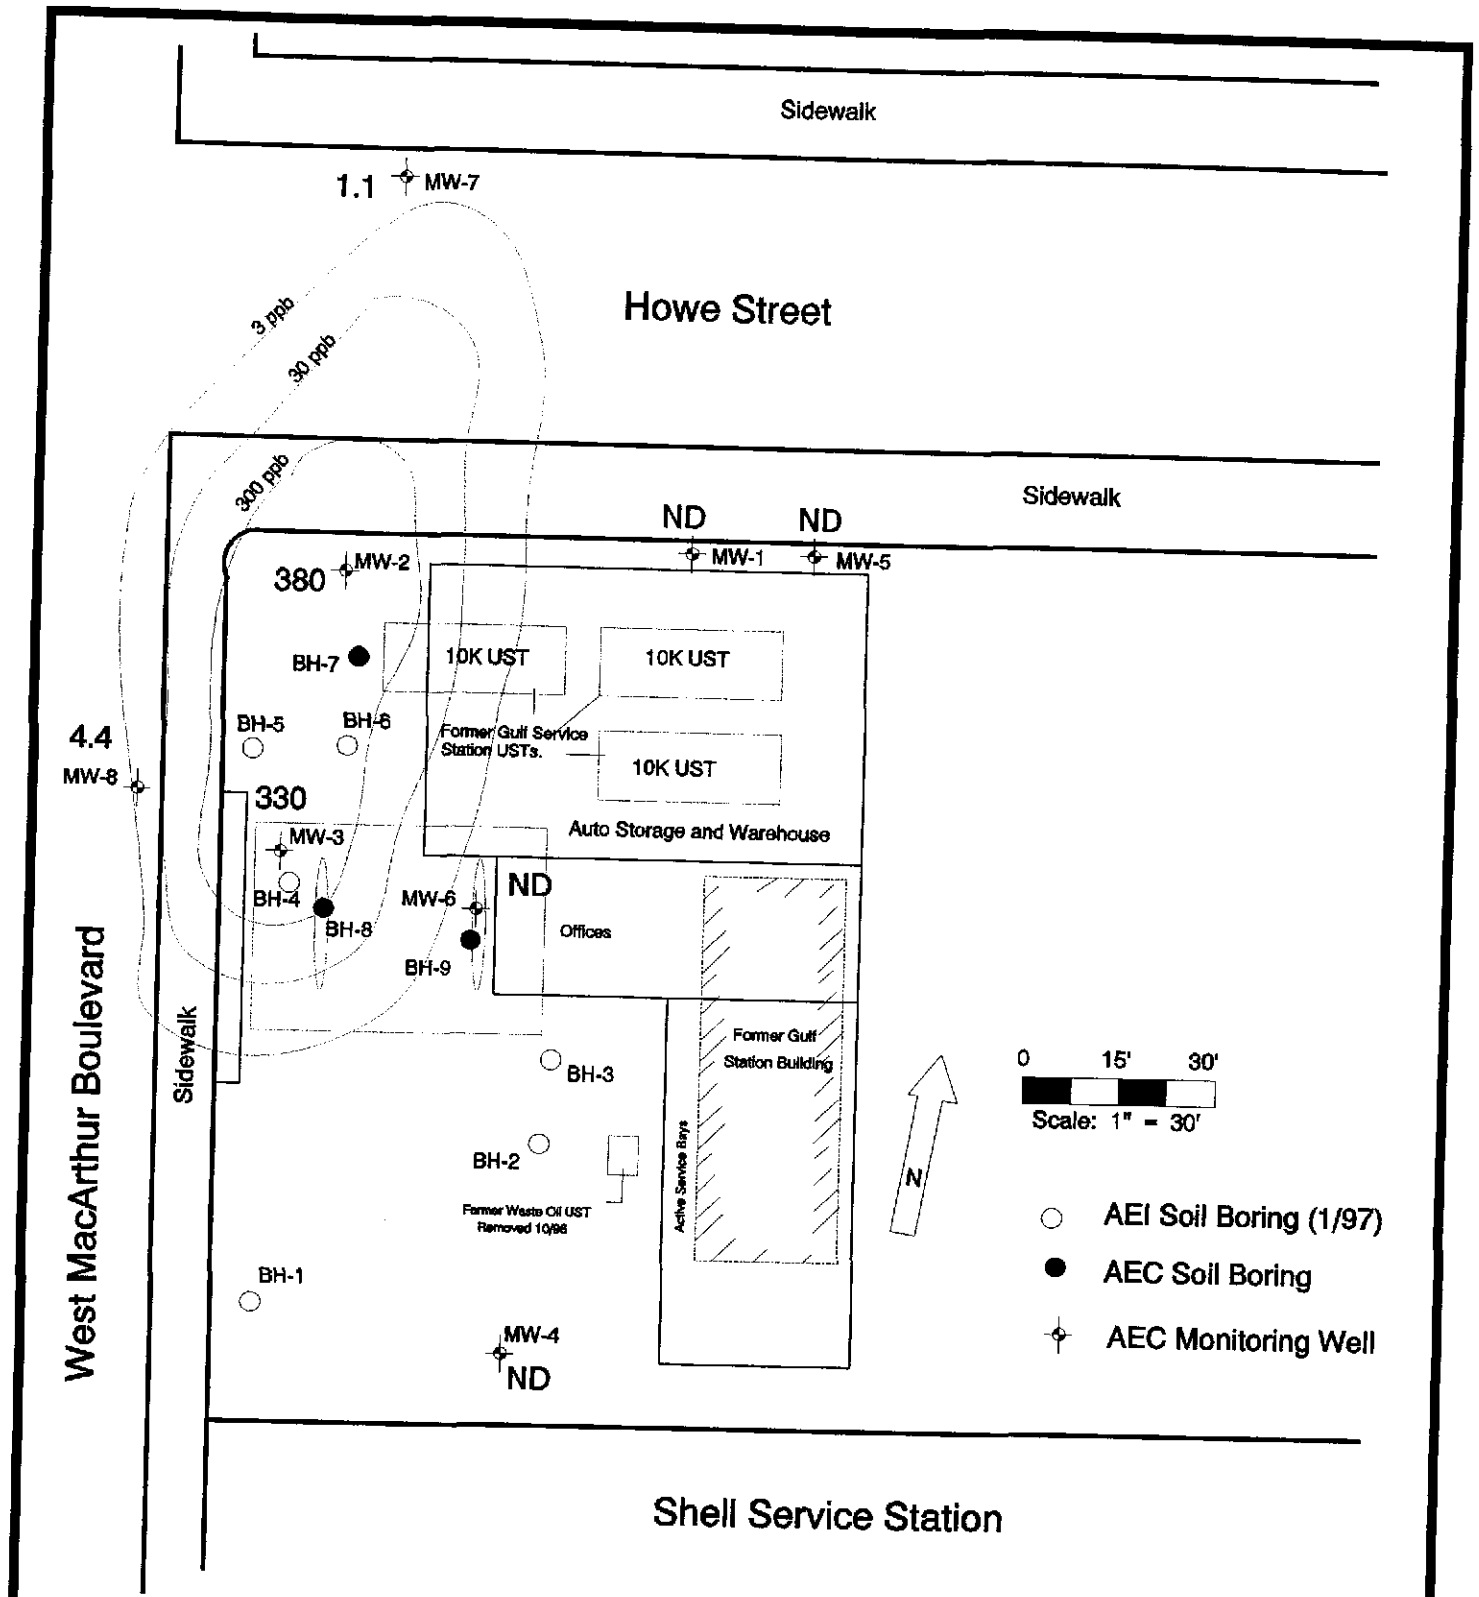 Sidewalk
1.1
MW-7
3 ppb
Howe Street
30 ppb
300 ppb
Sidewalk
ND
ND
MW-1
MW-5
MW-2
380
BH-7
10K UST
10K UST
BH-5
BH-6
4.4
Former Gulf Service
Station USTs.
MW-8
10K UST
330
MW-3
Auto Storage and Warehouse
BH-4
MW-6
ND
BH-8
Offices
BH-9
West MacArthur Boulevard
Sidewalk
Former Gulf
Station Building
BH-3
0 15' 30'
Scale: 1" = 30'
BH-2
Active Service Bays
N
Former Waste Oil UST
Removed 10/96
AEI Soil Boring (1/97)
BH-1
AEC Soil Boring
MW-4
ND
AEC Monitoring Well
Shell Service Station